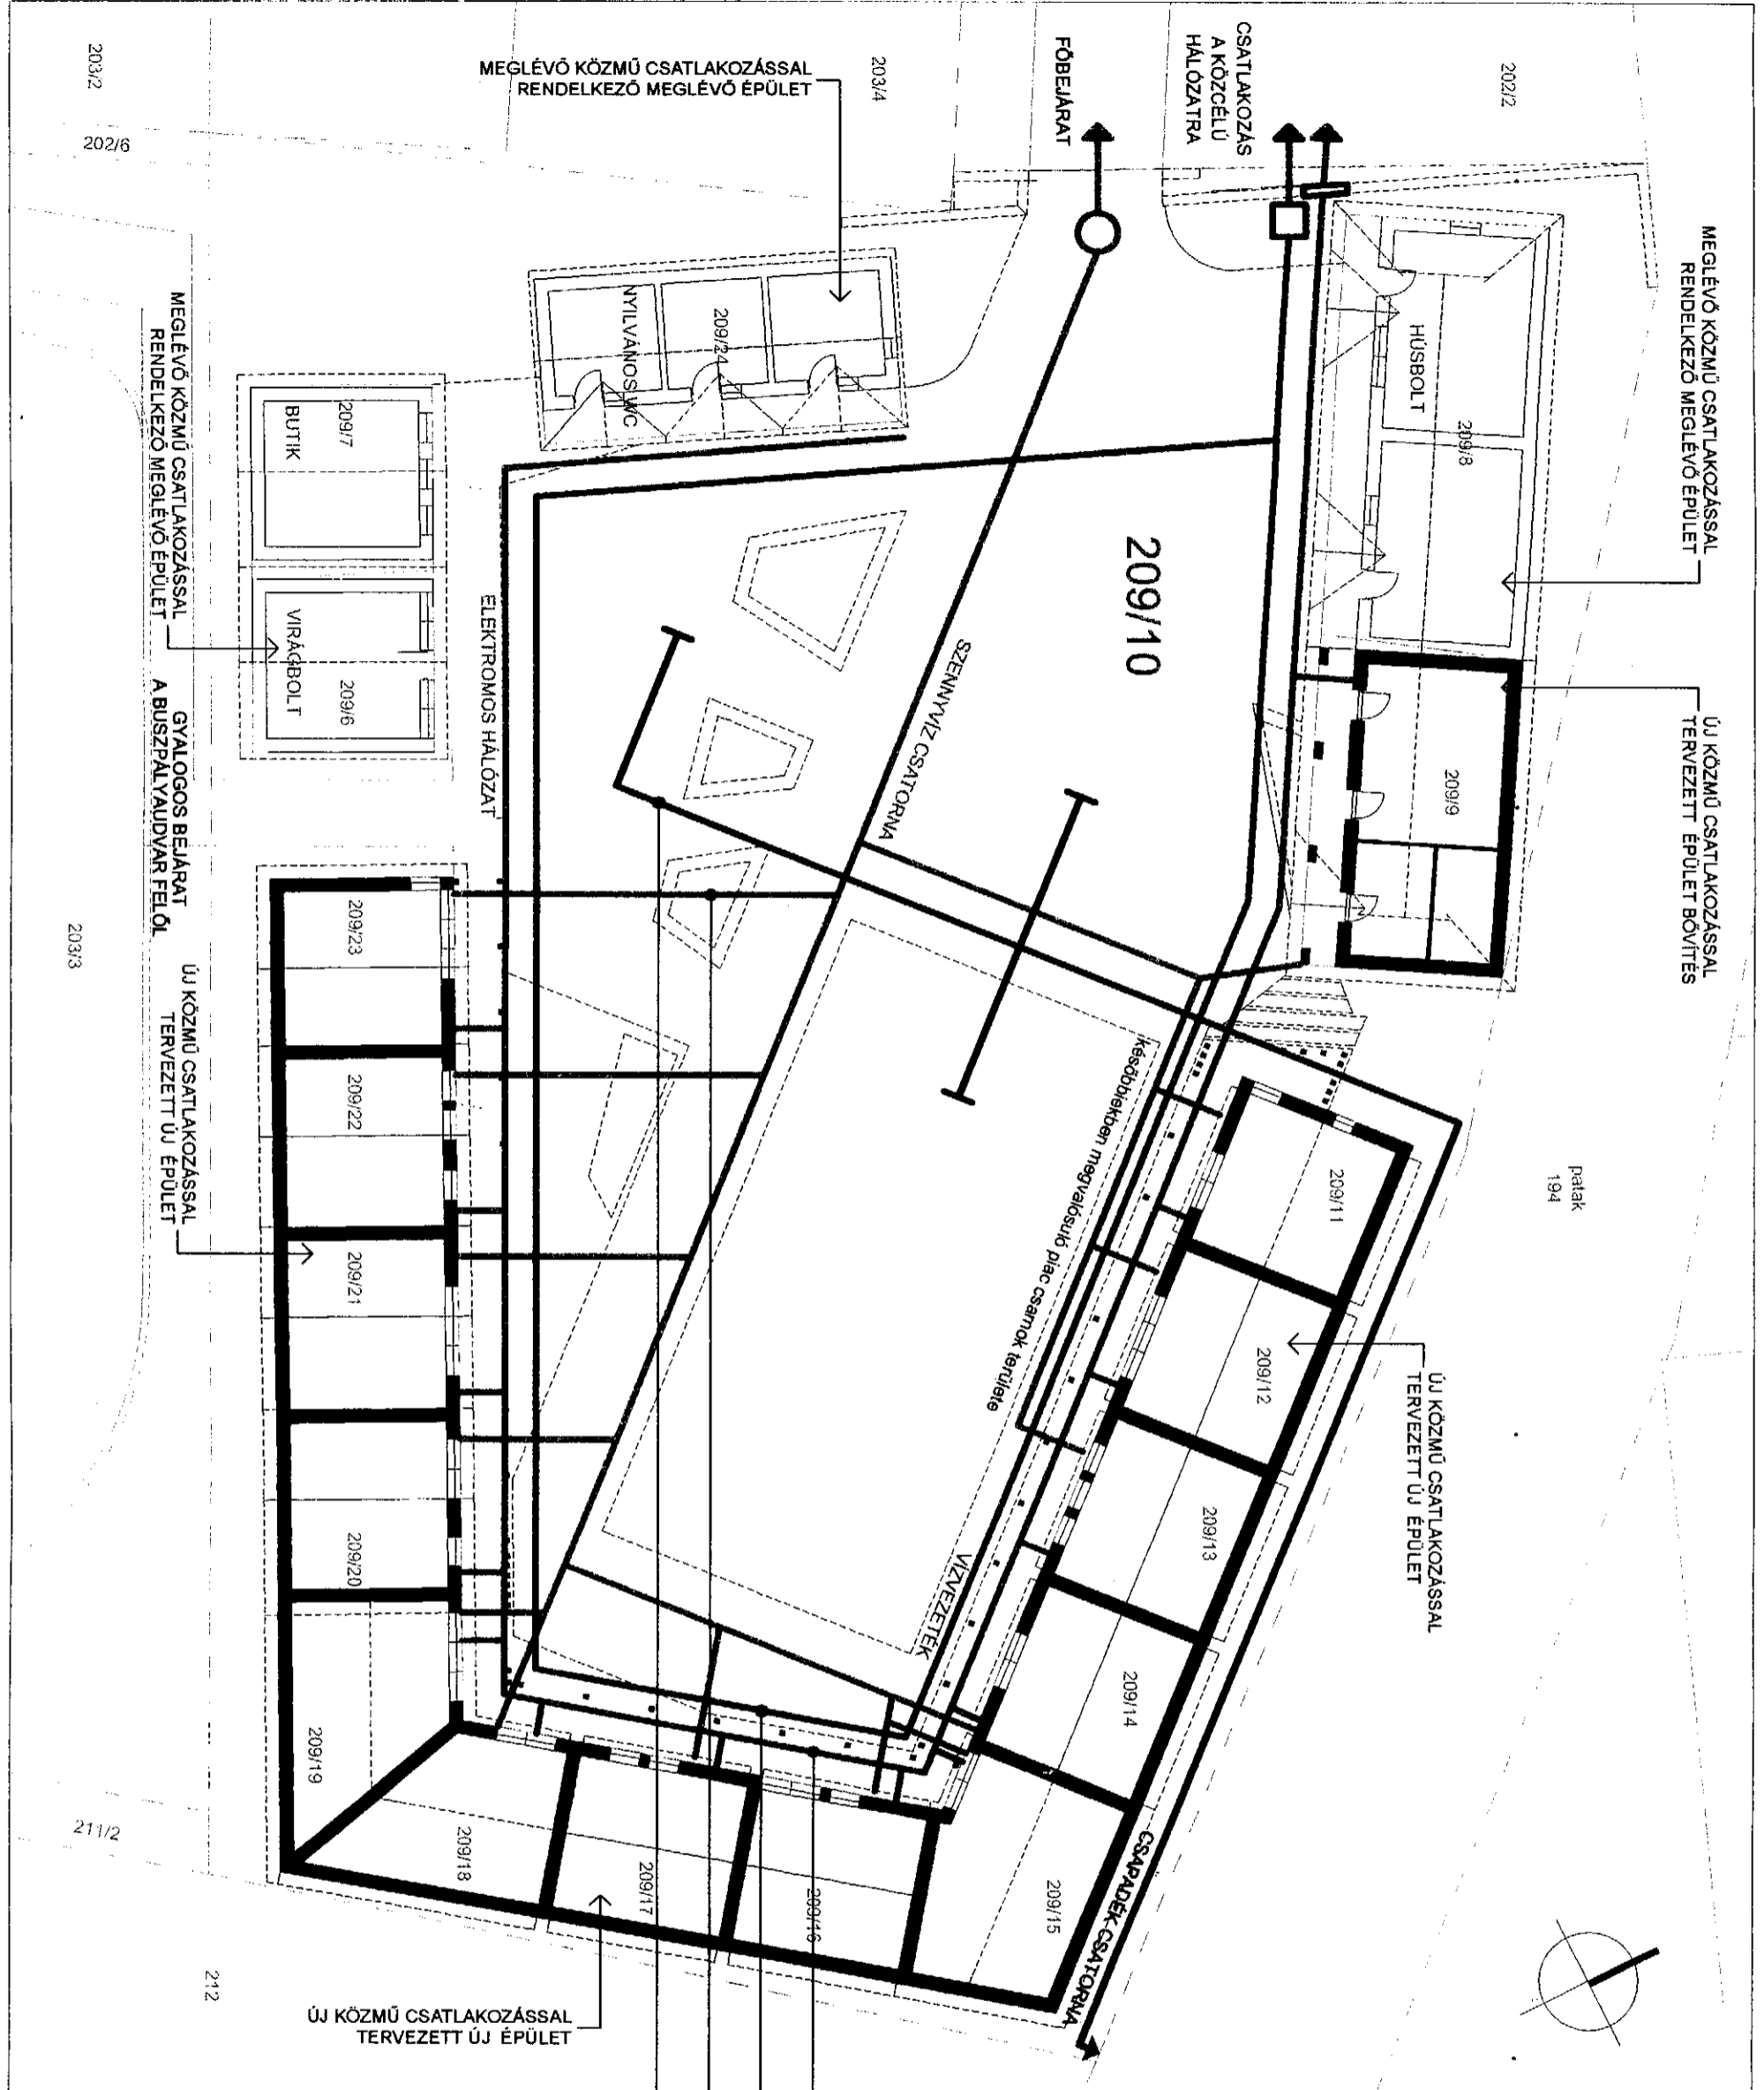 203/2
202/6
MEGLÉVŐ KÖZMŰ CSATLAKOZÁSSAL
RENDELKEZŐ MEGLÉVŐ ÉPÜLET
203/4
FŐBEJÁRAT
CSATLAKOZÁS
A KÖZCÉLÚ
HÁLÓZATRA
202/2
MEGLÉVŐ KÖZMŰ CSATLAKOZÁSSAL
RENDELKEZŐ MEGLÉVŐ ÉPÜLET
HÚSBOLT
209/8
NYILVÁNOS WC
209/24
MEGLÉVŐ KÖZMŰ CSATLAKOZÁSSAL
RENDELKEZŐ MEGLÉVŐ ÉPÜLET
BUTIK
209/7
VIRÁGBOLT
209/6
ELEKTROMOS HÁLÓZAT
SZENNYVÍZ CSATORNA
209/10
ÚJ KÖZMŰ CSATLAKOZÁSSAL
TERVEZETT ÉPÜLET BŐVÍTÉS
209/9
GYALOGOS BEJÁRAT
A BUSZPÁLYAUDVAR FELŐL
203/3
ÚJ KÖZMŰ CSATLAKOZÁSSAL
TERVEZETT ÚJ ÉPÜLET
209/23
209/22
209/21
209/20
209/19
későbbiekben megvalósuló piac csarnok területe
VÍZVEZETÉK
patak
194
209/11
209/12
209/13
209/14
209/15
ÚJ KÖZMŰ CSATLAKOZÁSSAL
TERVEZETT ÚJ ÉPÜLET
CSAPADÉK CSATORNA
209/18
209/17
209/16
211/2
212
ÚJ KÖZMŰ CSATLAKOZÁSSAL
TERVEZETT ÚJ ÉPÜLET